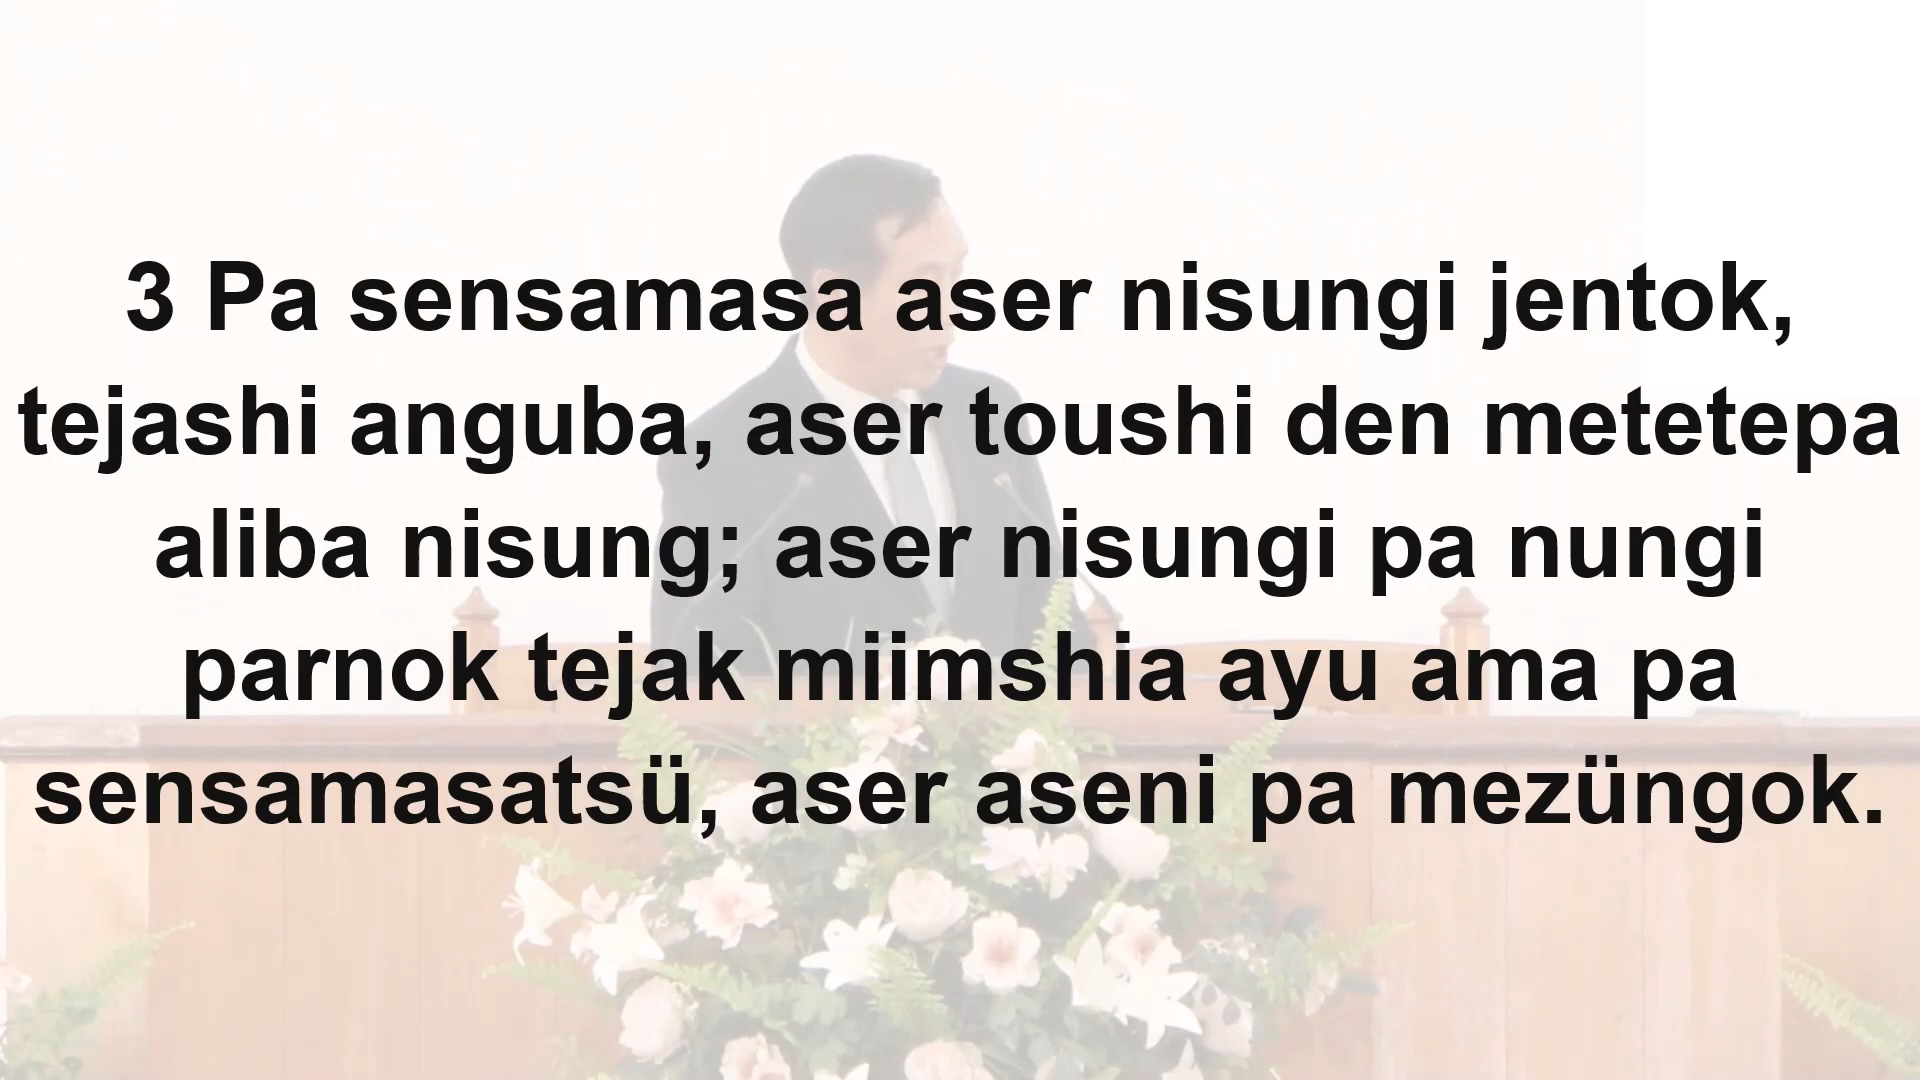 3 Pa sensamasa aser nisungi jentok,
tejashi anguba, aser toushi den metetepa
aliba nisung; aser nisungi pa nungi
parnok tejak miimshia ayu ama pa
sensamasatsü, aser aseni pa mezüngok.